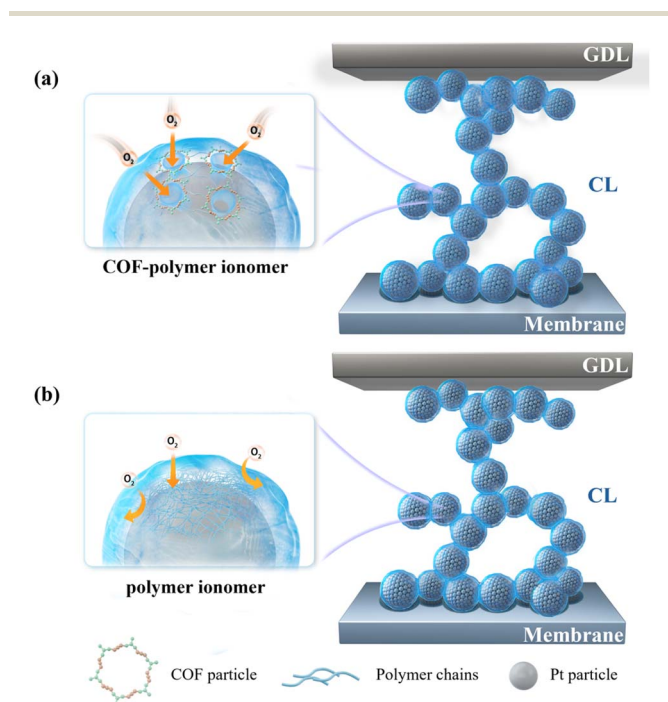 GDL
(a)
O₂
O₂
O₂
CL
COF-polymer ionomer
Membrane
GDL
(b)
O₂
O₂
O₂
CL
polymer ionomer
Membrane
COF particle
Polymer chains
Pt particle